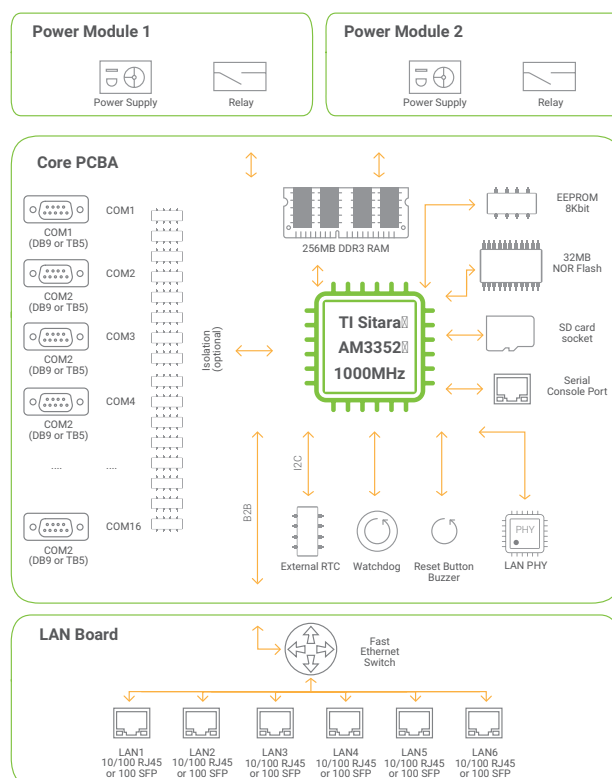 Power Module 1
Power Supply
Relay
Power Module 2
Power Supply
Relay
Core PCBA
COM1
(DB9 or TB5)
COM1
COM2
(DB9 or TB5)
COM2
COM2
(DB9 or TB5)
COM3
COM2
(DB9 or TB5)
COM4
....
....
COM2
(DB9 or TB5)
COM16
Isolation
(optional)
256MB DDR3 RAM
TI Sitara
AM3352
1000MHz
EEPROM
8Kbit
32MB
NOR Flash
SD card
socket
Serial
Console Port
B2B
I2C
External RTC
Watchdog
Reset Button
Buzzer
PHY
LAN PHY
LAN Board
Fast
Ethernet
Switch
LAN1
10/100 RJ45
or 100 SFP
LAN2
10/100 RJ45
or 100 SFP
LAN3
10/100 RJ45
or 100 SFP
LAN4
10/100 RJ45
or 100 SFP
LAN5
10/100 RJ45
or 100 SFP
LAN6
10/100 RJ45
or 100 SFP